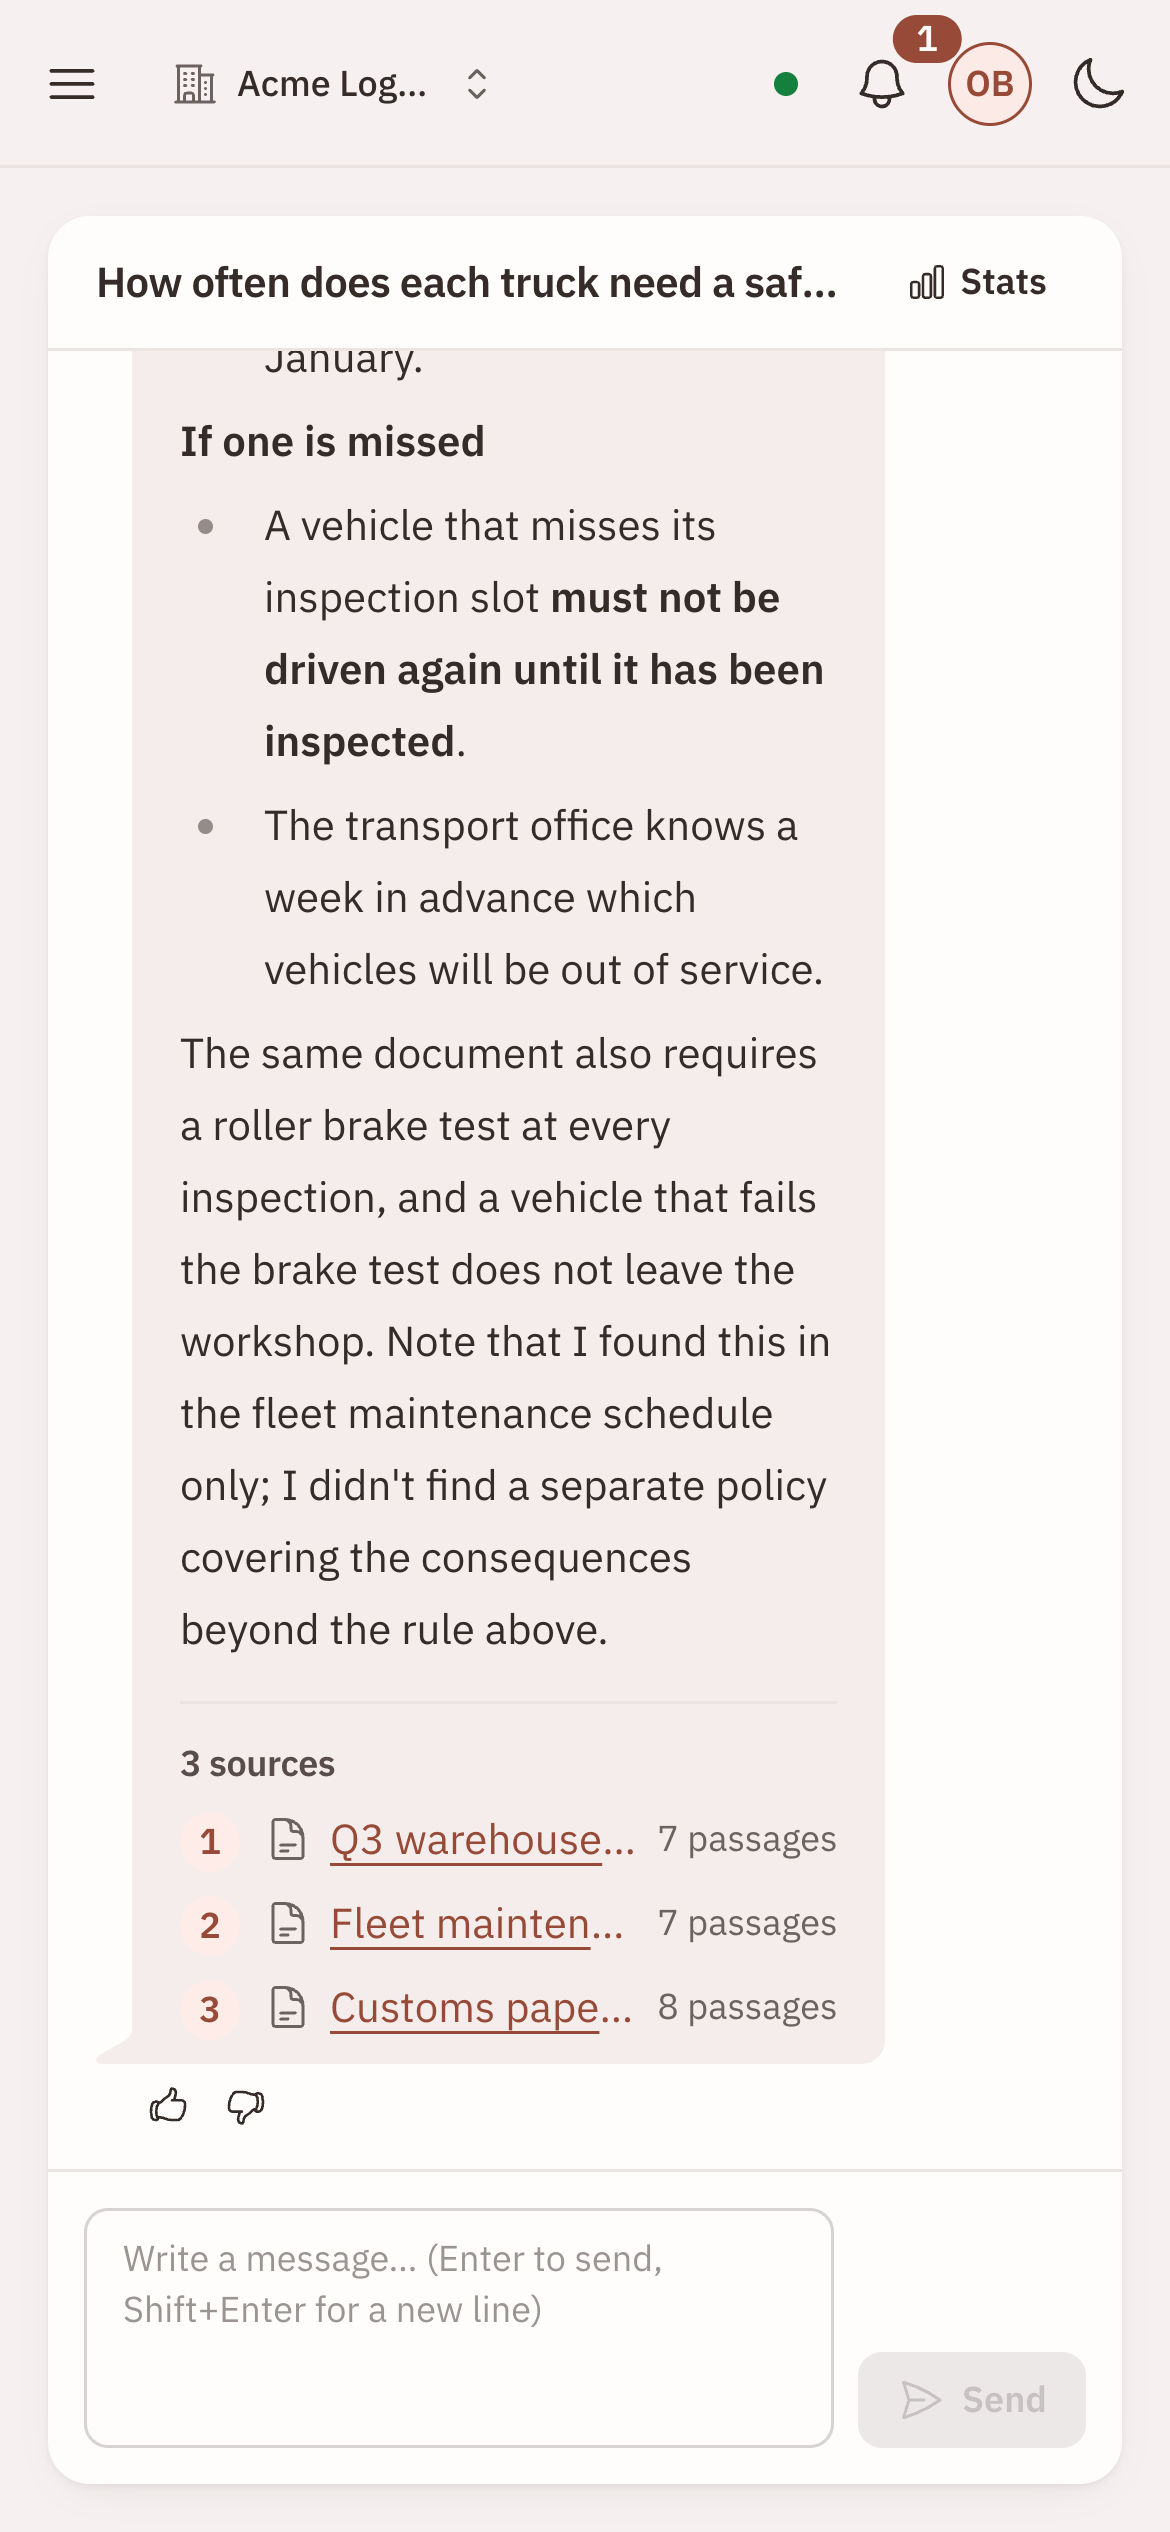 Acme Log...
1
OB
How often does each truck need a saf...
Stats
January.
If one is missed
A vehicle that misses its
inspection slot must not be
driven again until it has been
inspected.
The transport office knows a
week in advance which
vehicles will be out of service.
The same document also requires
a roller brake test at every
inspection, and a vehicle that fails
the brake test does not leave the
workshop. Note that I found this in
the fleet maintenance schedule
only; I didn't find a separate policy
covering the consequences
beyond the rule above.
3 sources
1 Q3 warehouse... 7 passages
2 Fleet mainten... 7 passages
3 Customs pape... 8 passages
Write a message... (Enter to send,
Shift+Enter for a new line)
Send